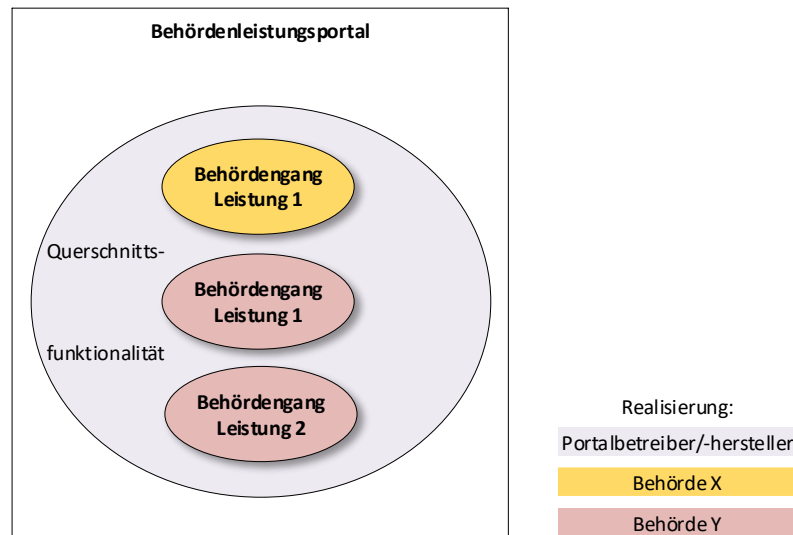 Behördenleistungsportal
Behördengang
Leistung 1
Querschnitts-
Behördengang
Leistung 1
funktionalität
Behördengang
Leistung 2
Realisierung:
Portalbetreiber/-hersteller
Behörde X
Behörde Y